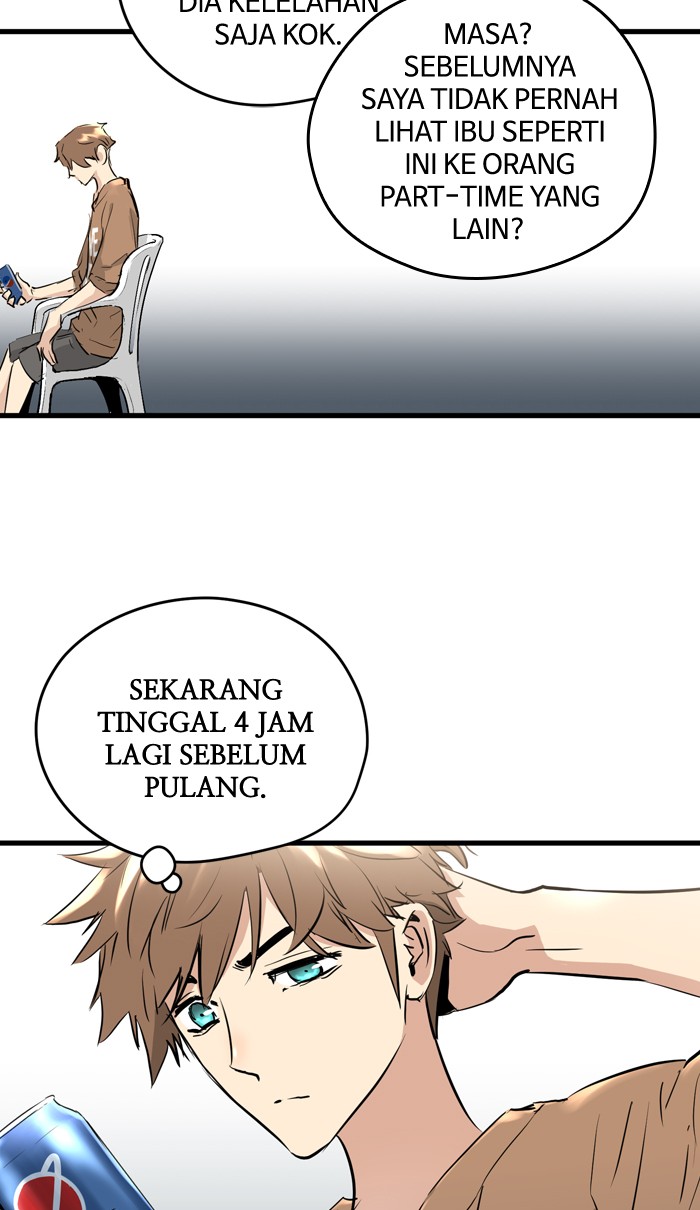 DIA KELELAHAN
SAJA KOK.
MASA?
SEBELUMNYA
SAYA TIDAK PERNAH
LIHAT IBU SEPERTI
INI KE ORANG
PART-TIME YANG
LAIN?
SEKARANG
TINGGAL 4 JAM
LAGI SEBELUM
PULANG.